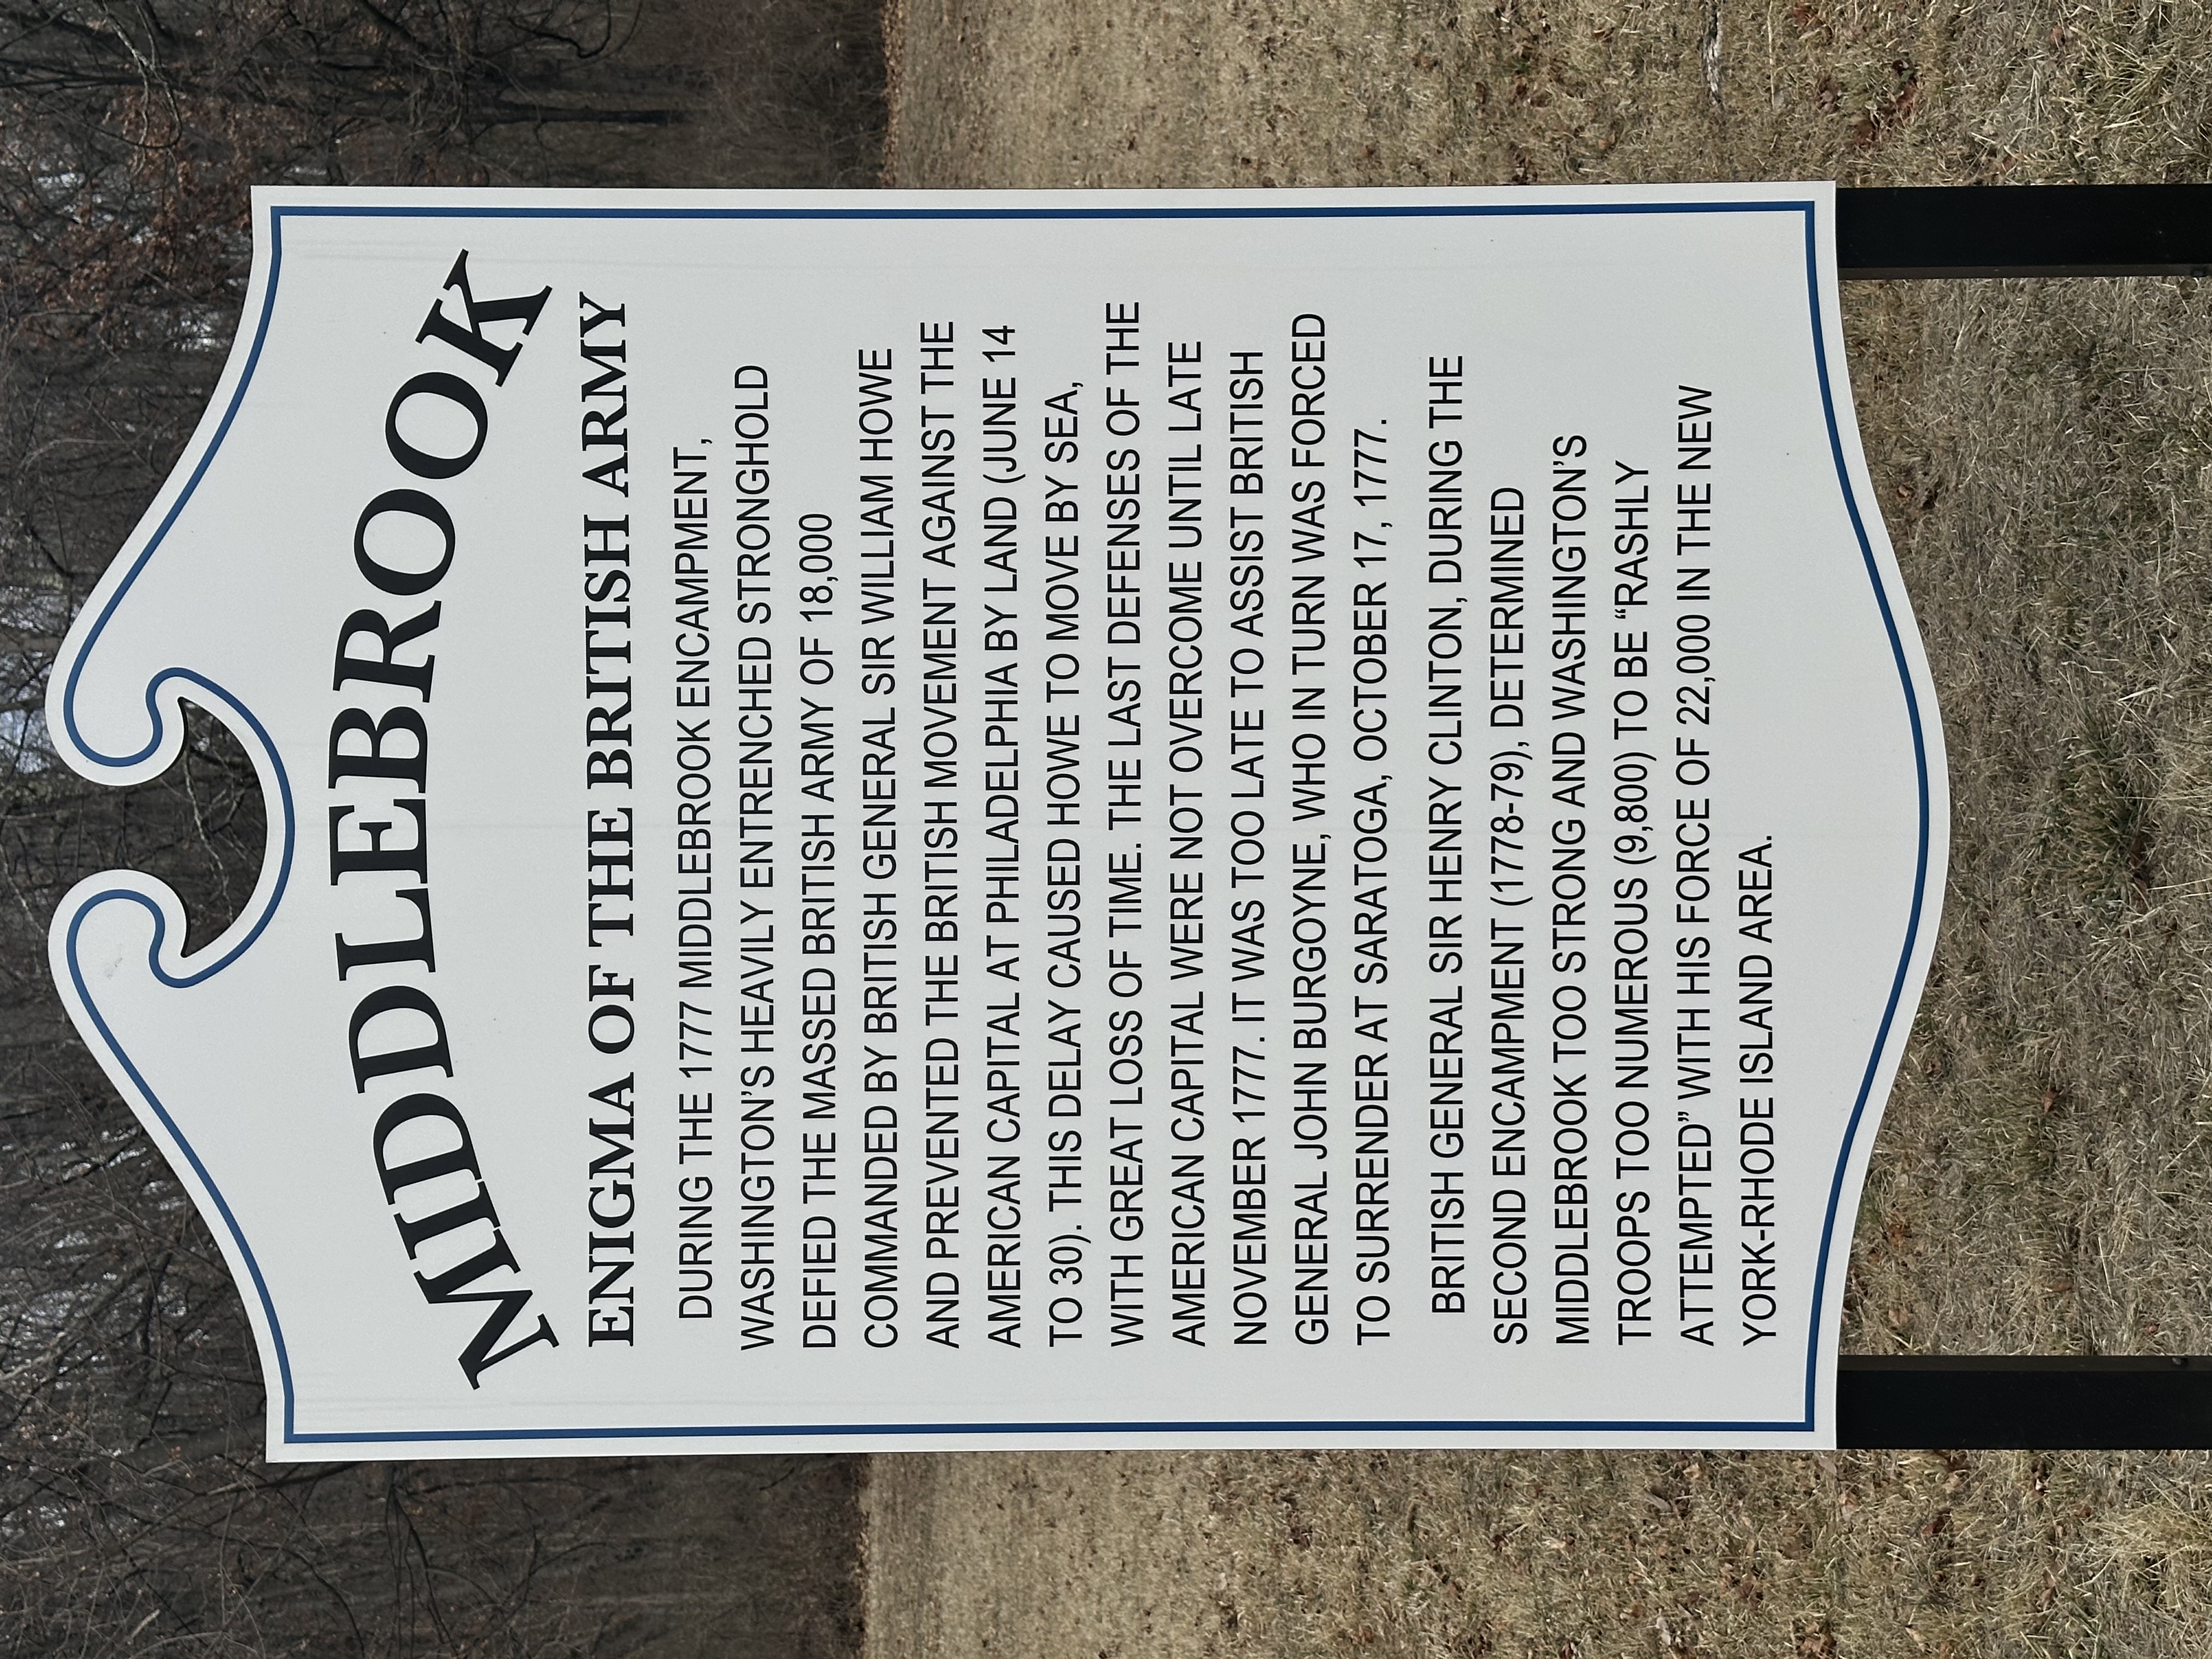 MIDDLEBROOK
ENIGMA OF THE BRITISH ARMY
DURING THE 1777 MIDDLEBROOK ENCAMPMENT,
WASHINGTON'S HEAVILY ENTRENCHED STRONGHOLD
DEFIED THE MASSED BRITISH ARMY OF 18,000
COMMANDED BY BRITISH GENERAL SIR WILLIAM HOWE
AND PREVENTED THE BRITISH MOVEMENT AGAINST THE
AMERICAN CAPITAL AT PHILADELPHIA BY LAND (JUNE 14
TO 30). THIS DELAY CAUSED HOWE TO MOVE BY SEA,
WITH GREAT LOSS OF TIME. THE LAST DEFENSES OF THE
AMERICAN CAPITAL WERE NOT OVERCOME UNTIL LATE
NOVEMBER 1777. IT WAS TOO LATE TO ASSIST BRITISH
GENERAL JOHN BURGOYNE, WHO IN TURN WAS FORCED
TO SURRENDER AT SARATOGA, OCTOBER 17, 1777.
BRITISH GENERAL SIR HENRY CLINTON, DURING THE
SECOND ENCAMPMENT (1778-79), DETERMINED
MIDDLEBROOK TOO STRONG AND WASHINGTON'S
TROOPS TOO NUMEROUS (9,800) TO BE “RASHLY
ATTEMPTED” WITH HIS FORCE OF 22,000 IN THE NEW
YORK-RHODE ISLAND AREA.